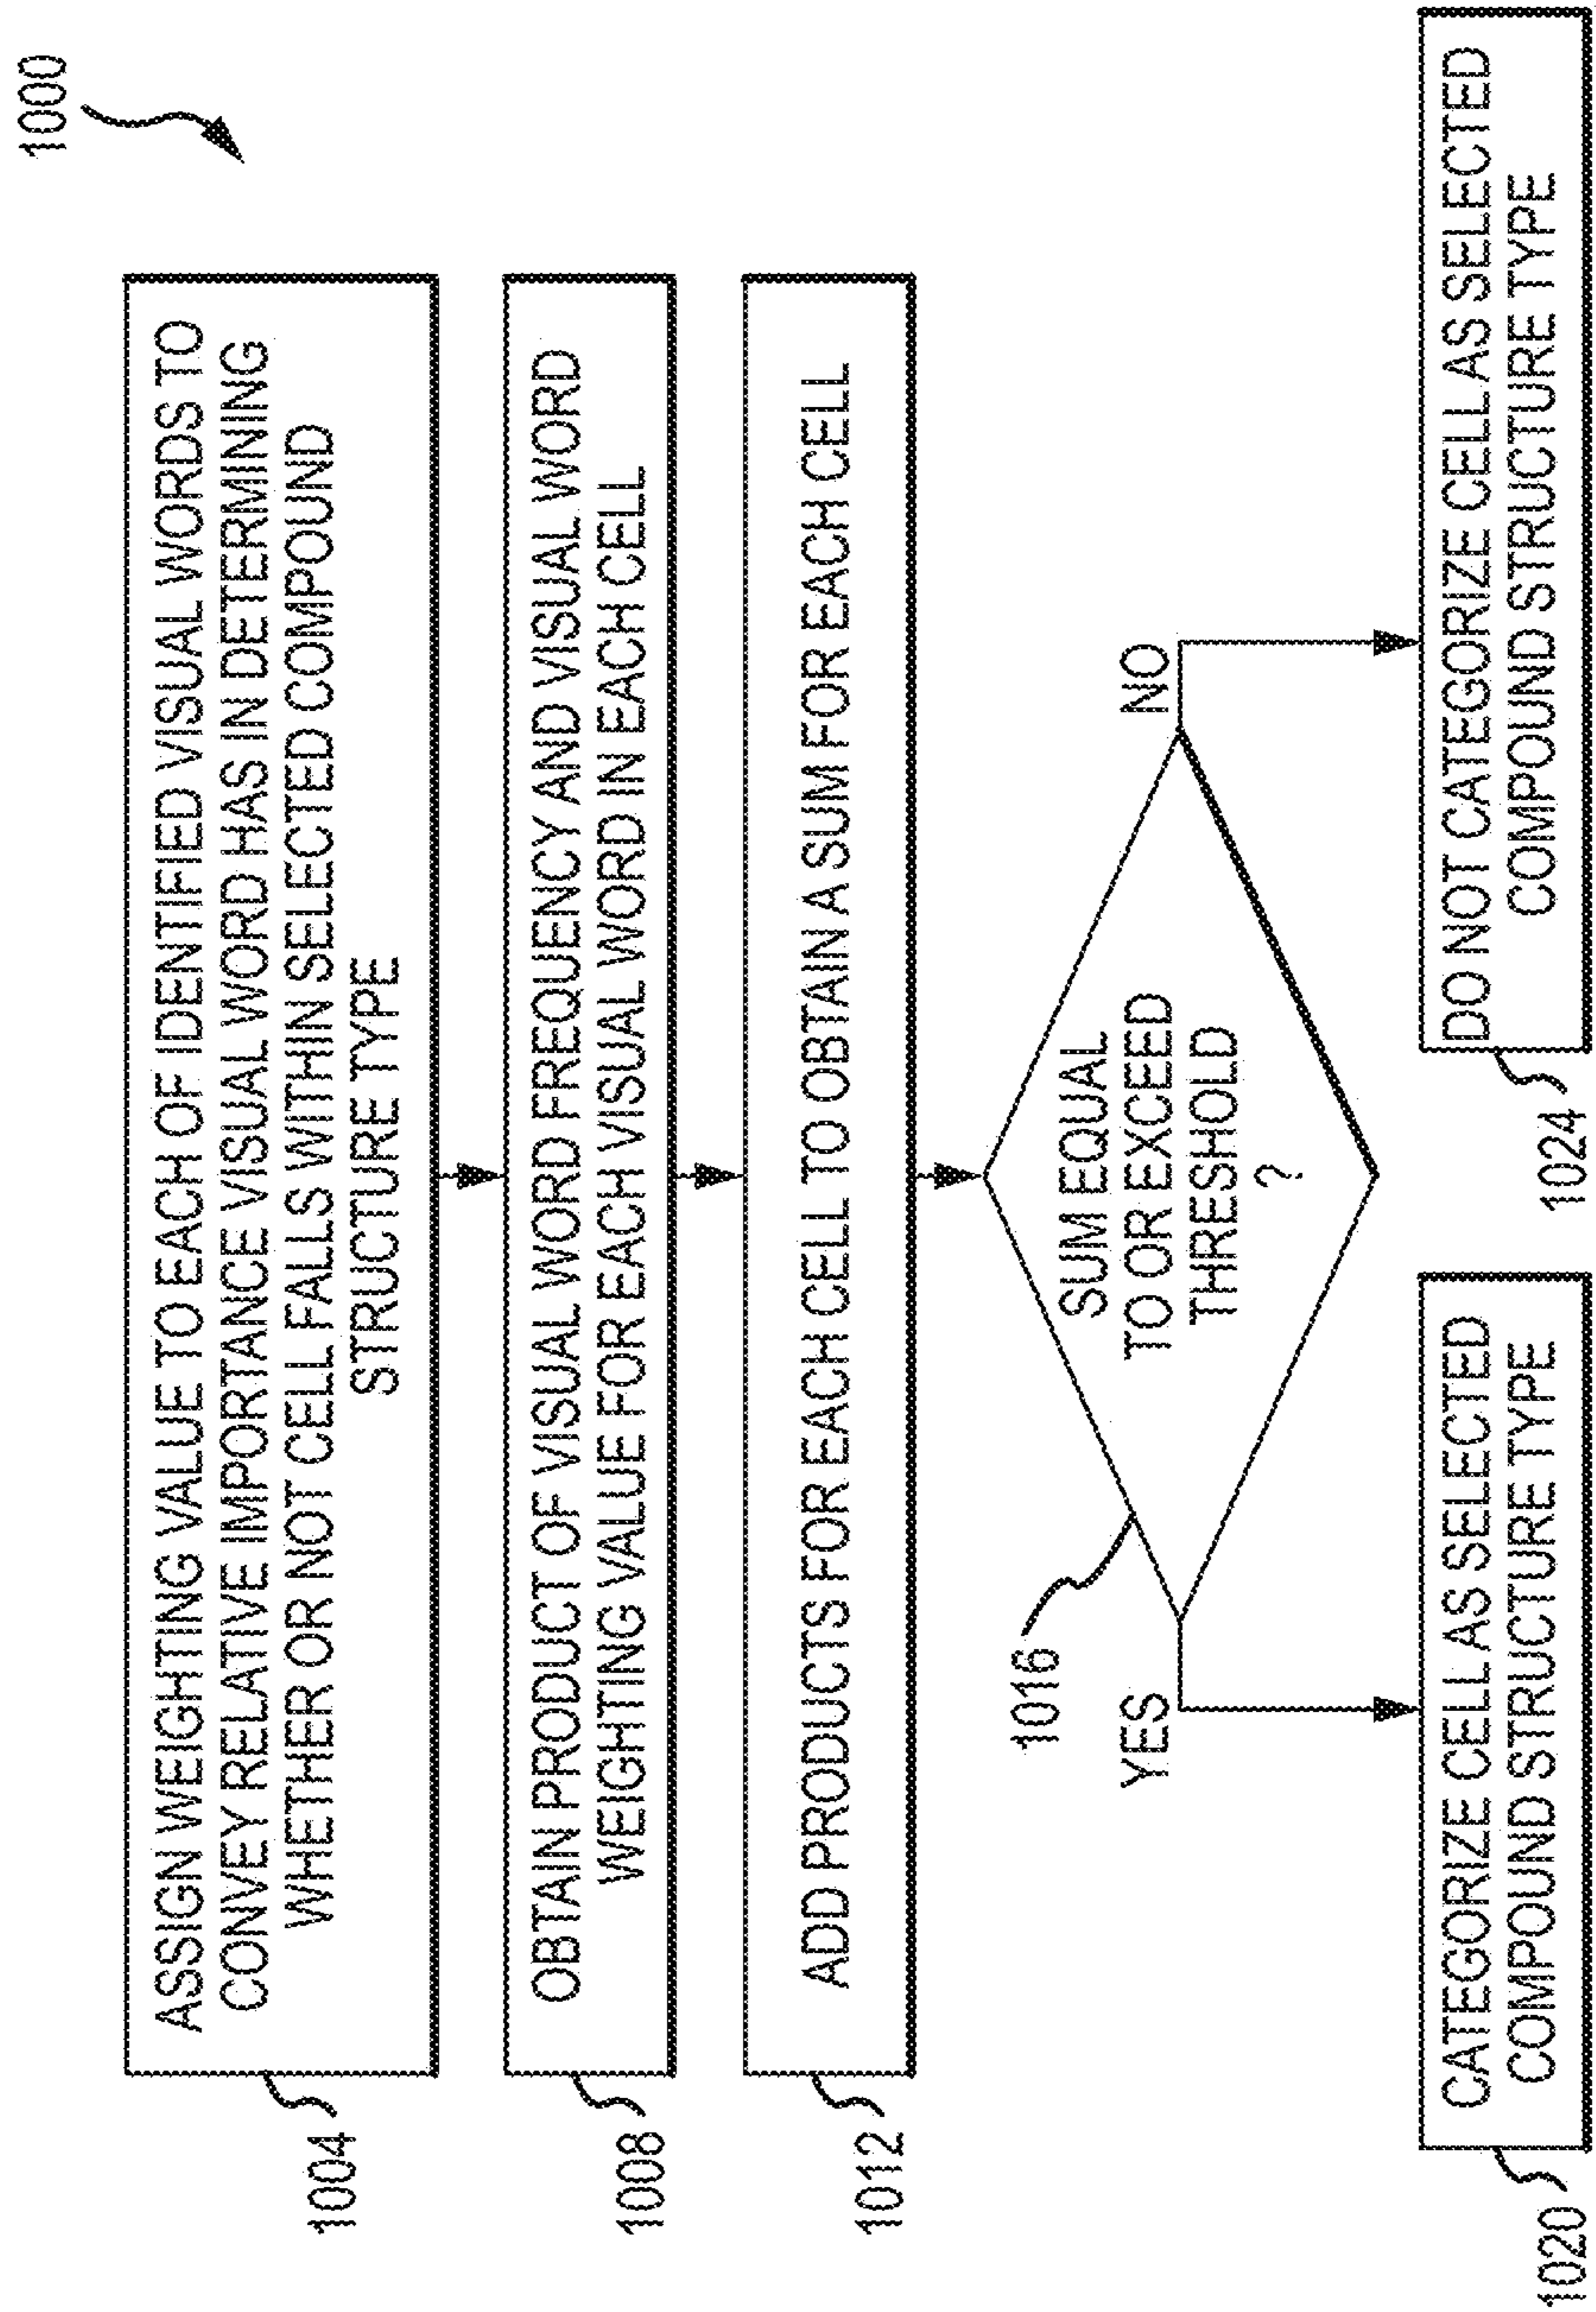 1000
ASSIGN WEIGHTING VALUE TO EACH OF IDENTIFIED VISUAL WORDS TO
CONVEY RELATIVE IMPORTANCE VISUAL WORD HAS IN DETERMINING
WHETHER OR NOT CELL FALLS WITHIN SELECTED COMPOUND
STRUCTURE TYPE
1004
OBTAIN PRODUCT OF VISUAL WORD FREQUENCY AND VISUAL WORD
WEIGHTING VALUE FOR EACH VISUAL WORD IN EACH CELL
1008
ADD PRODUCTS FOR EACH CELL TO OBTAIN A SUM FOR EACH CELL
1012
SUM EQUAL
TO OR EXCEED
THRESHOLD
?
1016
YES
NO
CATEGORIZE CELL AS SELECTED
COMPOUND STRUCTURE TYPE
1020
DO NOT CATEGORIZE CELL AS SELECTED
COMPOUND STRUCTURE TYPE
1024